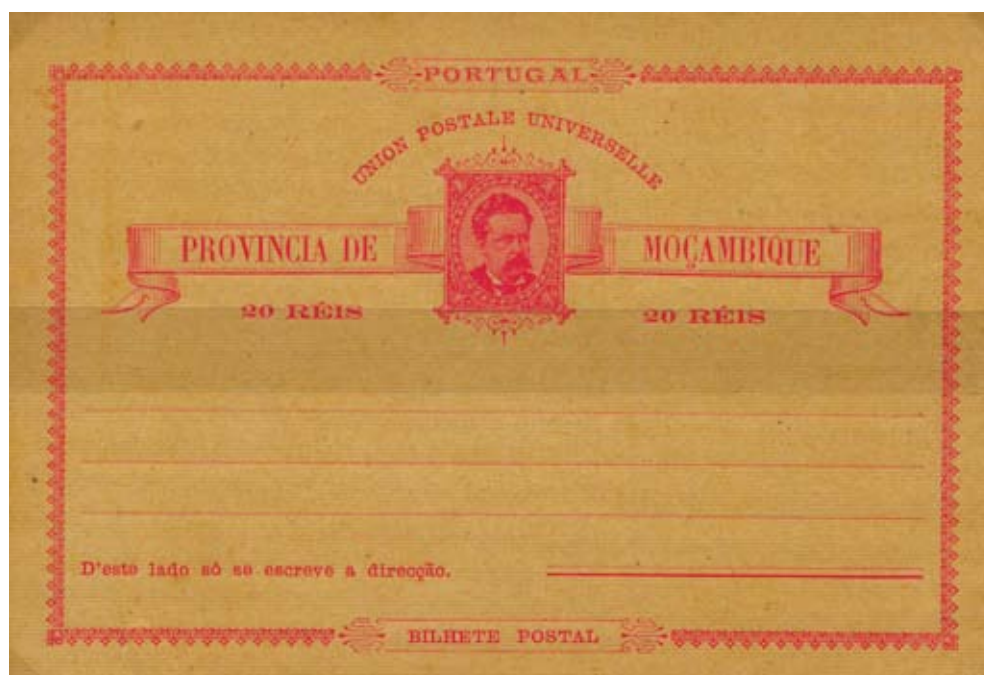 PORTUGAL
UNION POSTALE UNIVERSELLE
PROVINCIA DE MOÇAMBIQUE
20 RÉIS 20 RÉIS
D'este lado só se escreve a direcção.
BILHETE POSTAL